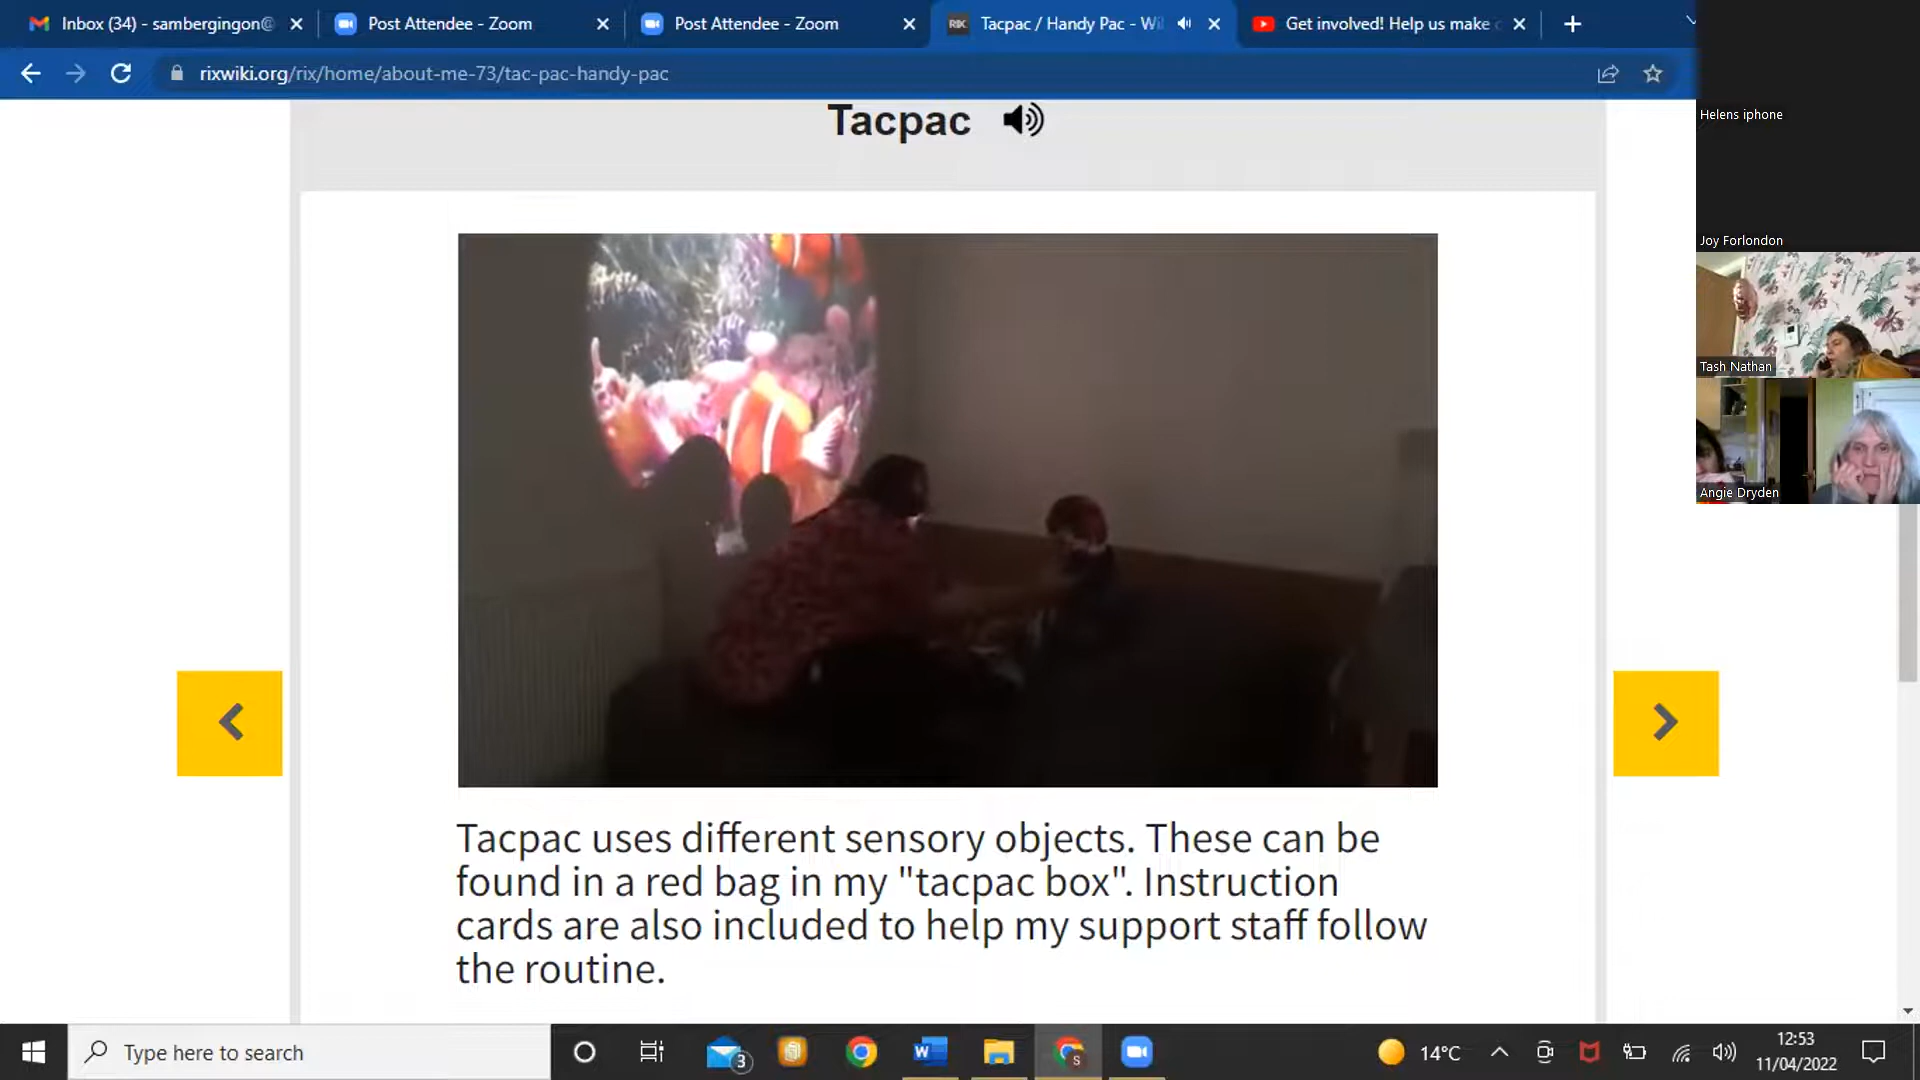 Inbox (34) - sambergingon@
Post Attendee - Zoom
Post Attendee - Zoom
RIX
Tacpac / Handy Pac - Wi
Get involved! Help us make
rixwiki.org/rix/home/about-me-73/tac-pac-handy-pac
Helens iphone
Joy Forlondon
Tash Nathan
Angie Dryden
Tacpac
Tacpac uses different sensory objects. These can be
found in a red bag in my "tacpac box". Instruction
cards are also included to help my support staff follow
the routine.
Type here to search
3
W
S
14°C
12:53
11/04/2022